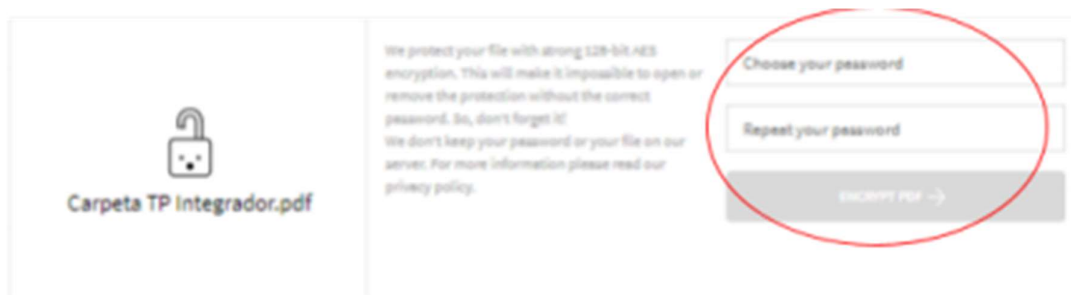 Carpeta TP Integrador.pdf
We protect your file with strong 128-bit AES
encryption. This will make it impossible to open or
remove the protection without the correct
password. So, don't forget it!
We don't keep your password or your file on our
server. For more information please read our
privacy policy.
Choose your password
Repeat your password
ENCRYPT PDF